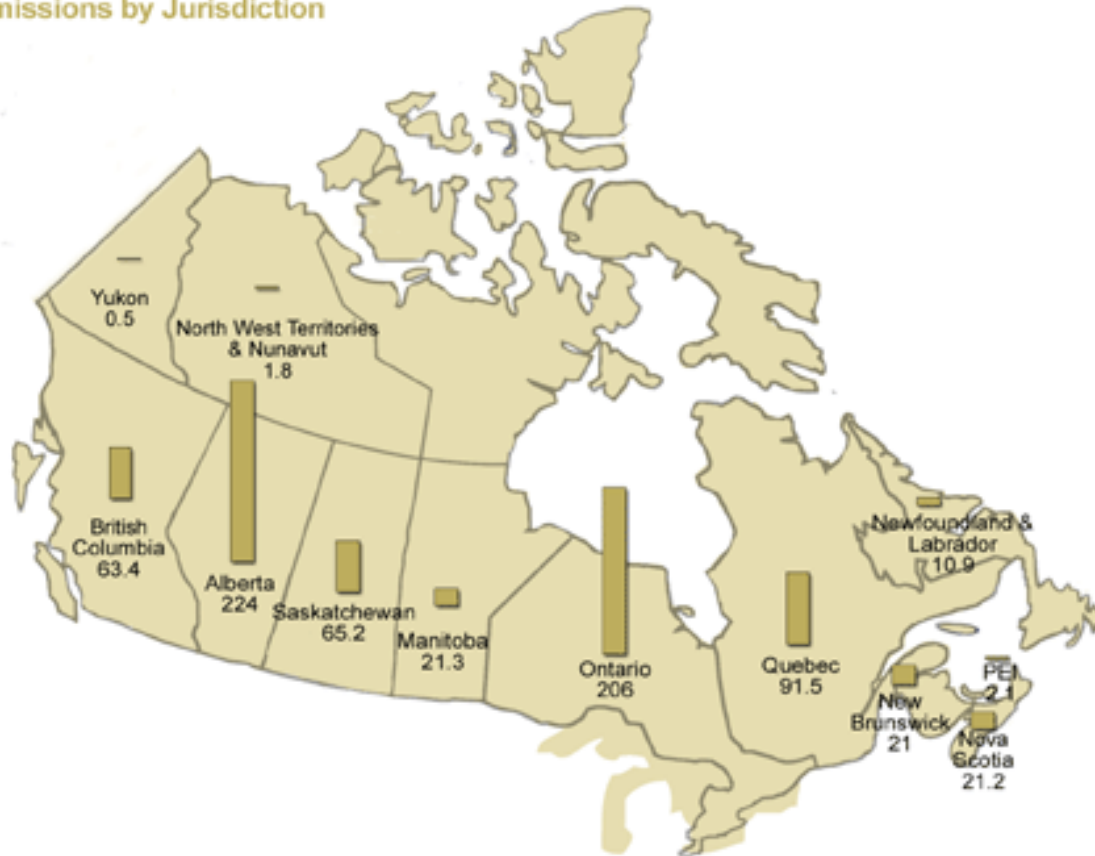 missions by Jurisdiction
Yukon
0.5
North West Territories
& Nunavut
1.8
British
Columbia
63.4
Alberta
224
Saskatchewan
65.2
Manitoba
21.3
Ontario
206
Quebec
91.5
Newfoundland &
Labrador
10.9
PEI
2.1
New
Brunswick
21
Nova
Scotia
21.2